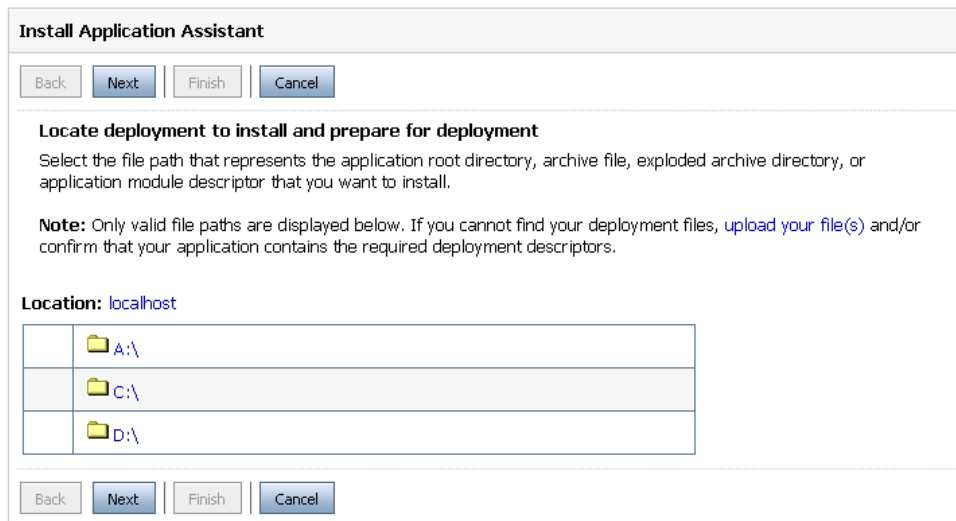 Install Application Assistant
Back Next Finish Cancel
Locate deployment to install and prepare for deployment
Select the file path that represents the application root directory, archive file, exploded archive directory, or
application module descriptor that you want to install.
Note: Only valid file paths are displayed below. If you cannot find your deployment files, upload your file(s) and/or
confirm that your application contains the required deployment descriptors.
Location: localhost
A:\
C:\
D:\
Back Next Finish Cancel